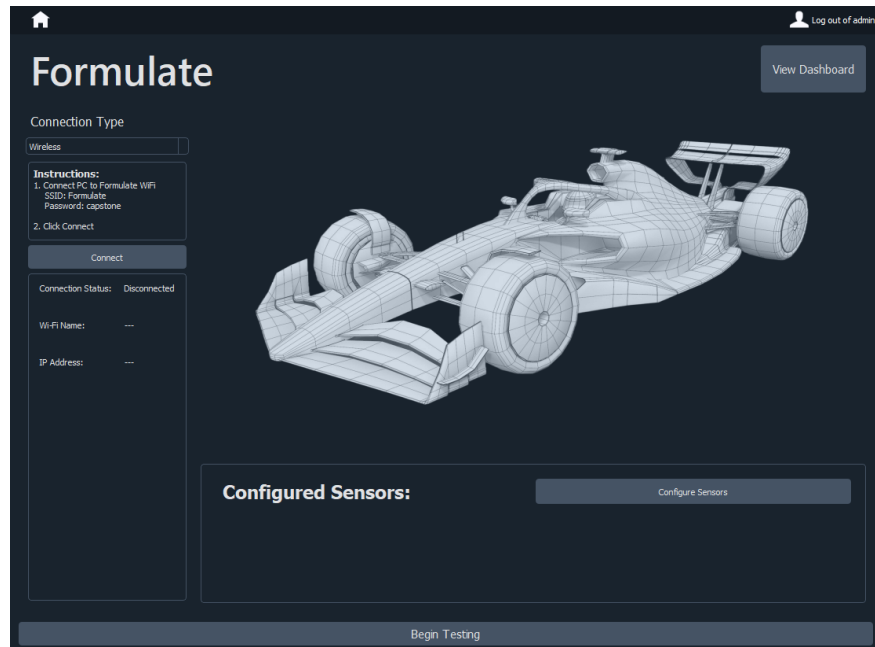 Log out of admin
Formulate
View Dashboard
Connection Type
Wireless
Instructions:
1. Connect PC to Formulate WiFi
SSID: Formulate
Password: capstone
2. Click Connect
Connect
Connection Status: Disconnected
Wi-Fi Name: ---
IP Address: ---
Configured Sensors:
Configure Sensors
Begin Testing